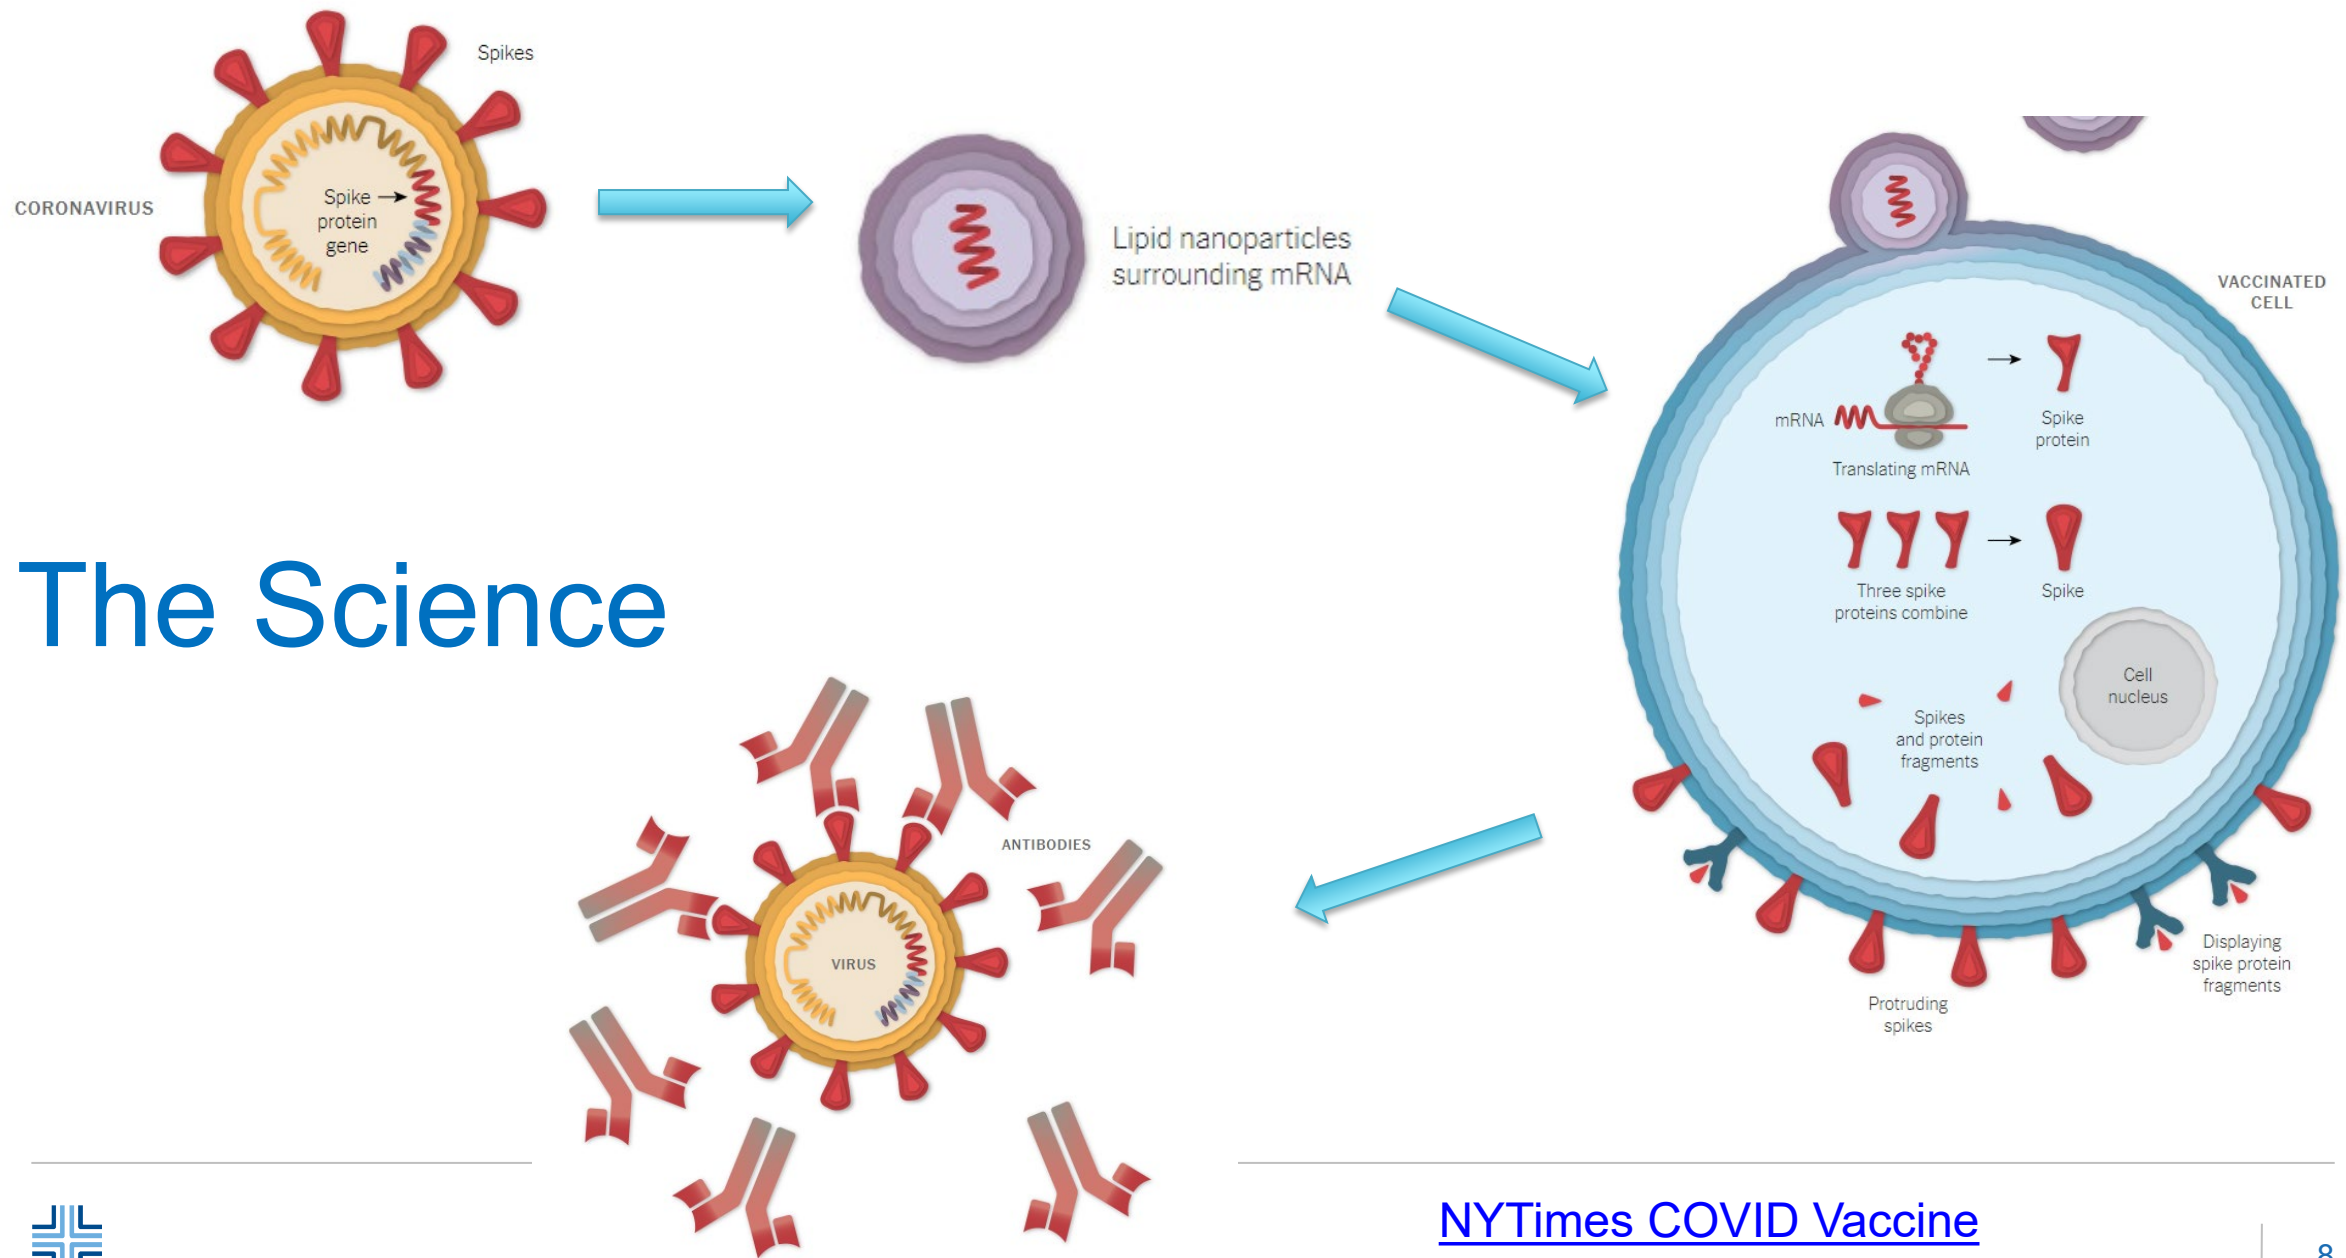 Spikes
CORONAVIRUS
Spike
protein
gene
Lipid nanoparticles
surrounding mRNA
VACCINATED
CELL
mRNA
Translating mRNA
Spike
protein
Three spike
proteins combine
Spike
Cell
nucleus
Spikes
and protein
fragments
Displaying
spike protein
fragments
Protruding
spikes
The Science
ANTIBODIES
VIRUS
NYTimes COVID Vaccine
8